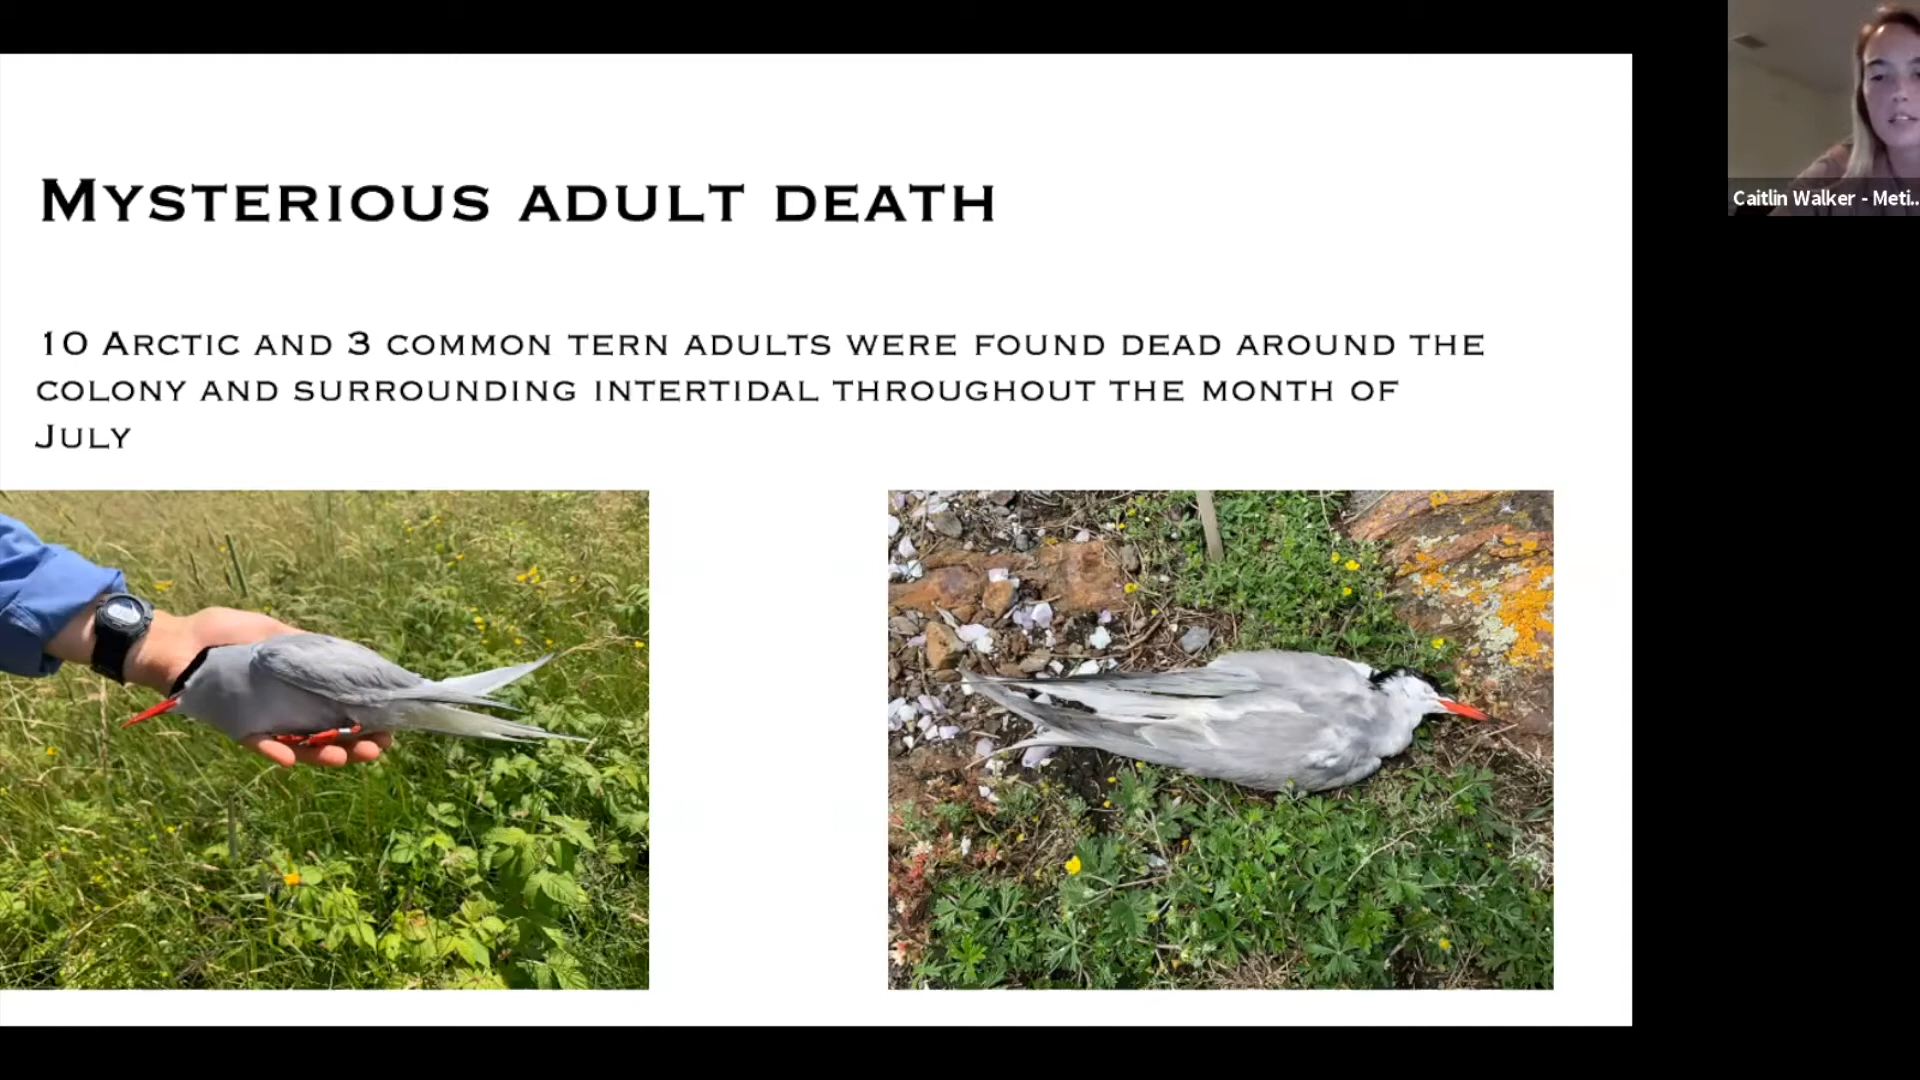 Mysterious adult death
10 Arctic and 3 common tern adults were found dead around the
colony and surrounding intertidal throughout the month of
July
Caitlin Walker - Meti..